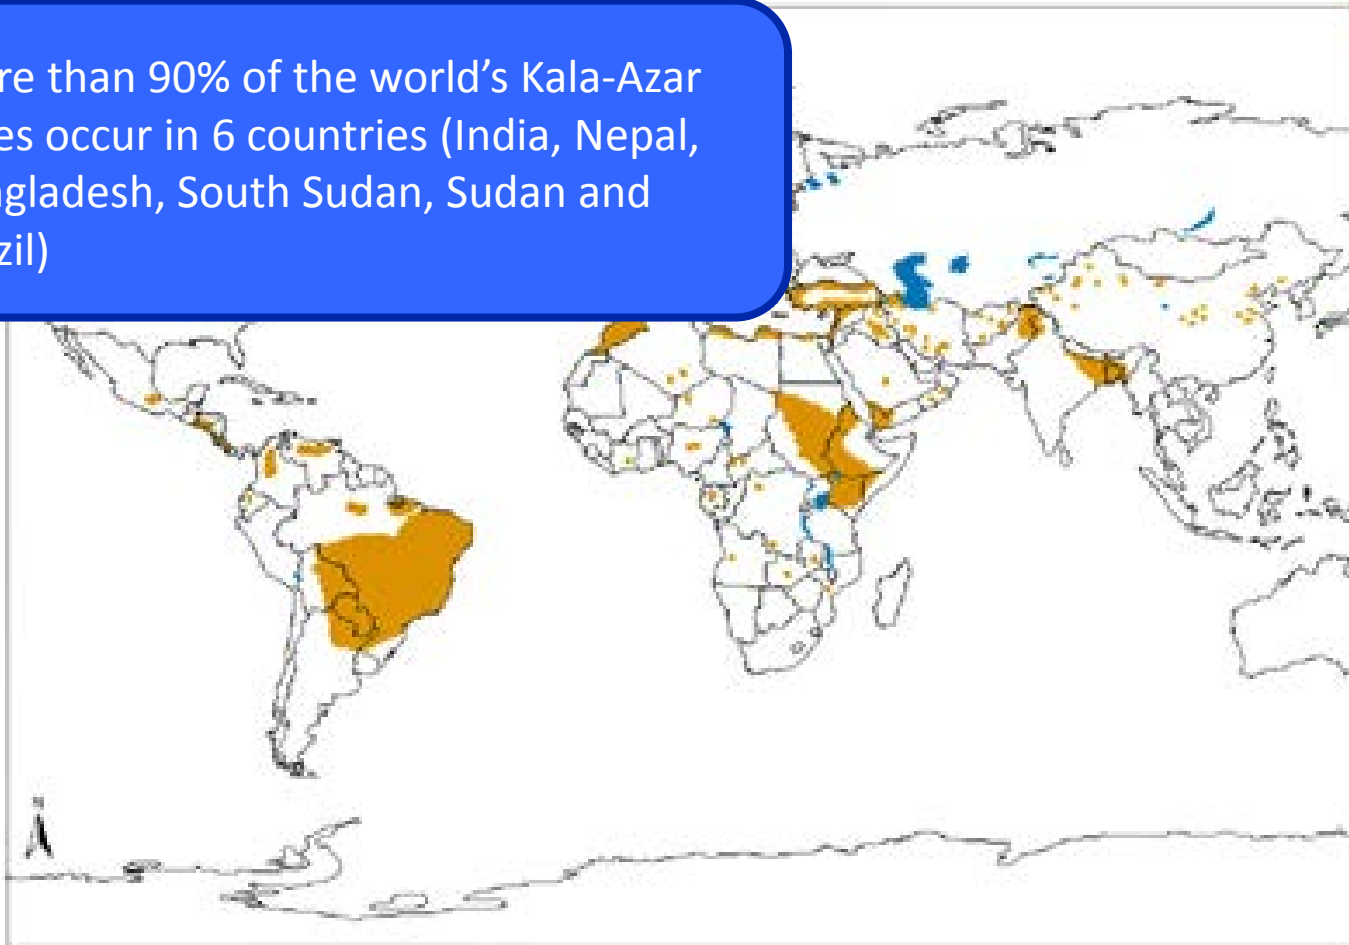 re than 90% of the world’s Kala-Azar
es occur in 6 countries (India, Nepal,
ngladesh, South Sudan, Sudan and
zil)